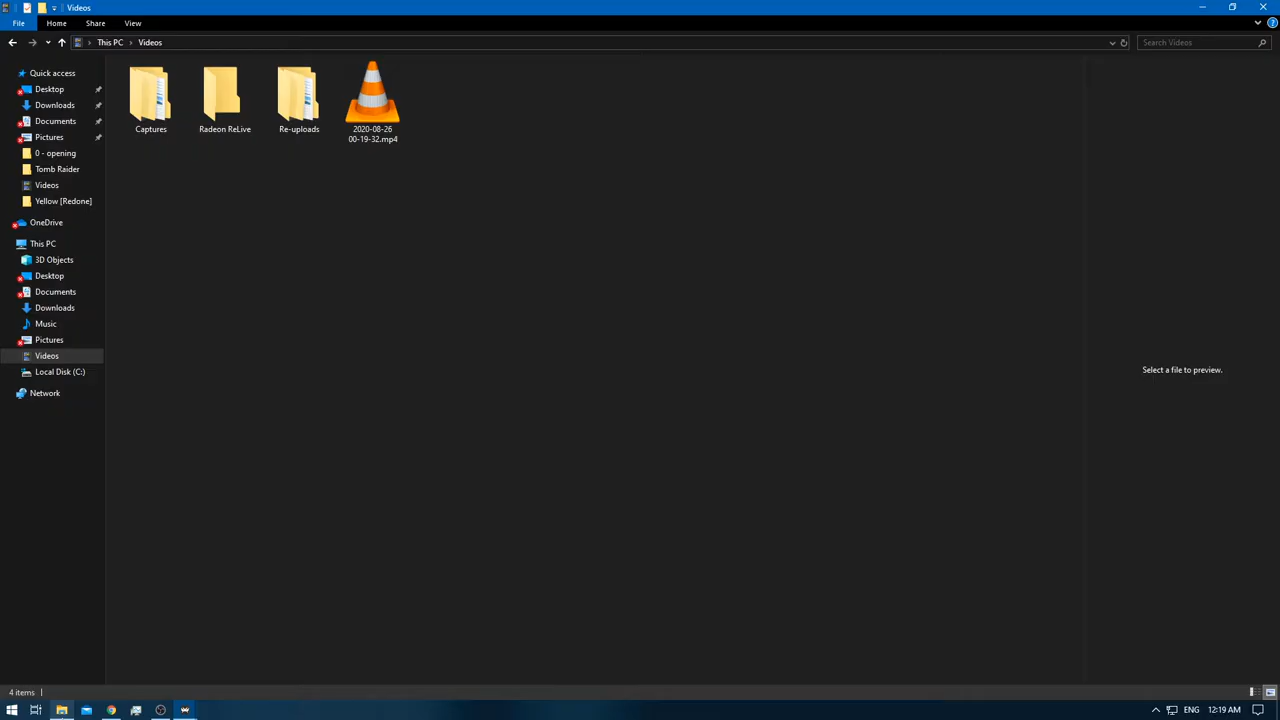 Videos
File Home Share View
This PC Videos
Search Videos
Quick access
Desktop
Downloads
Documents
Pictures
0 - opening
Tomb Raider
Videos
Yellow [Redone]
OneDrive
This PC
3D Objects
Desktop
Documents
Downloads
Music
Pictures
Videos
Local Disk (C:)
Network
Captures
Radeon ReLive
Re-uploads
2020-08-26
00-19-32.mp4
Select a file to preview.
4 items
ENG 12:19 AM